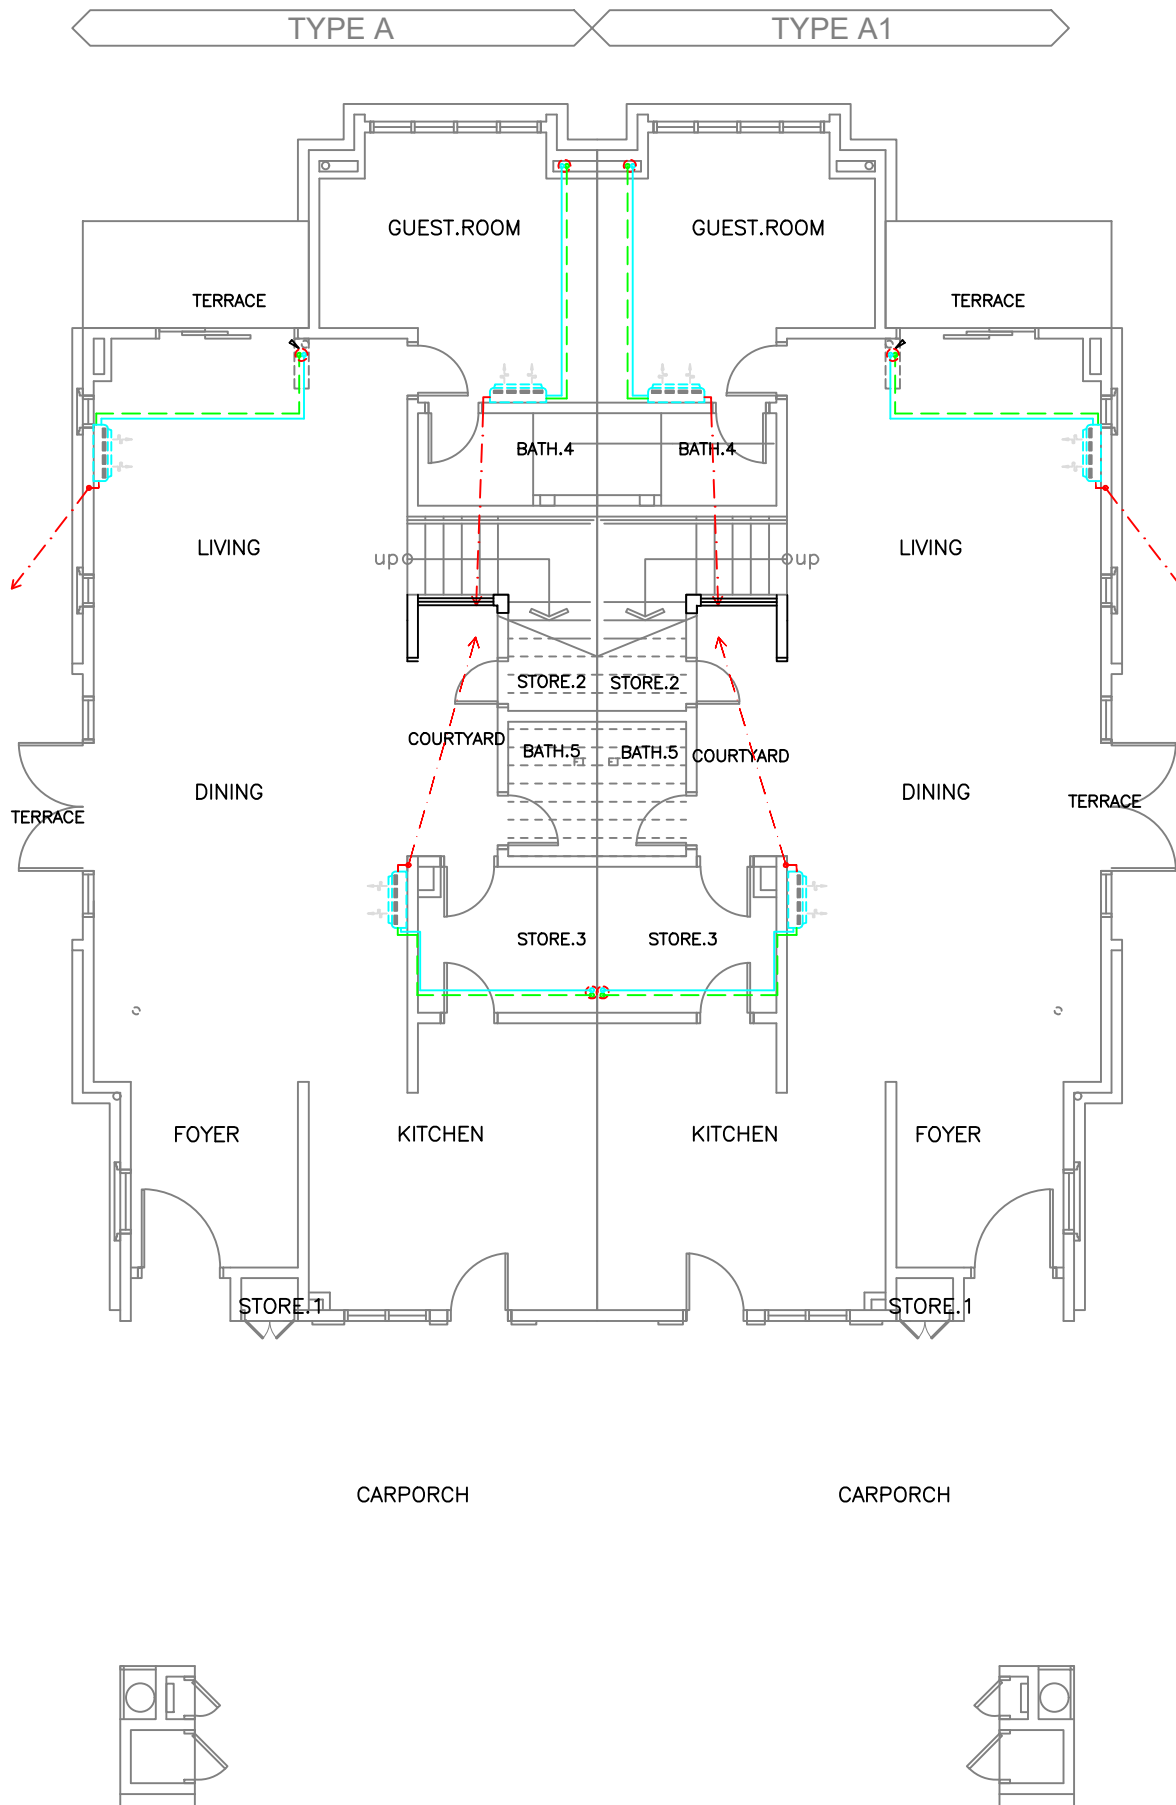 TYPE A
TYPE A1
GUEST.ROOM
GUEST.ROOM
TERRACE
TERRACE
BATH.4
BATH.4
LIVING
LIVING
up
up
STORE.2
STORE.2
COURTYARD
BATH.5
BATH.5
COURTYARD
FT
FT
DINING
DINING
TERRACE
TERRACE
STORE.3
STORE.3
FOYER
KITCHEN
KITCHEN
FOYER
STORE.1
STORE.1
CARPORCH
CARPORCH